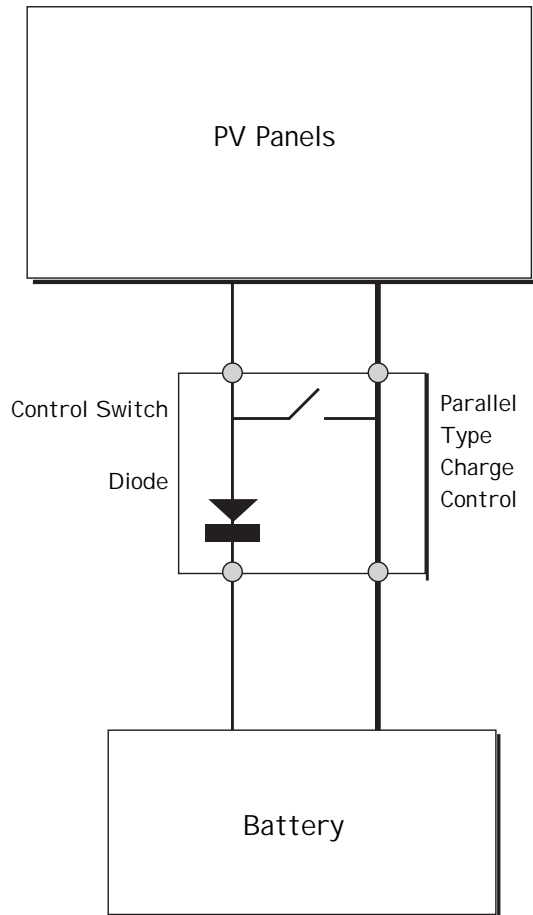 PV Panels
Control Switch
Diode
Parallel
Type
Charge
Control
Battery